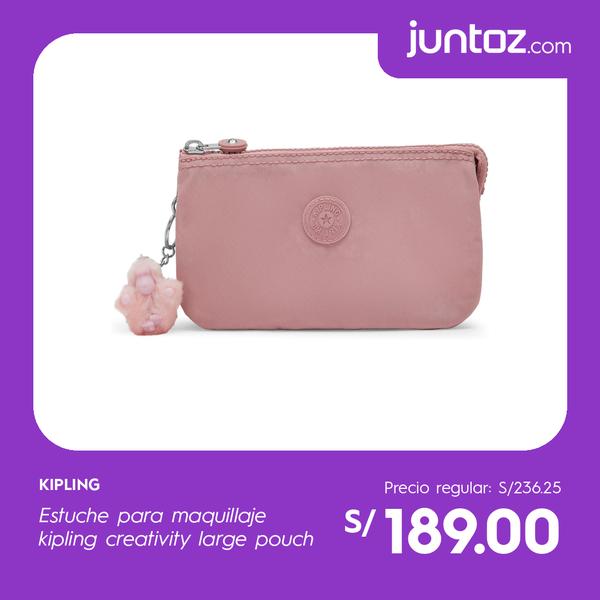 juntoz.com
KIPLING
KIPLING
Estuche para maquillaje
kipling creativity large pouch
Precio regular: S/236.25
S/189.00